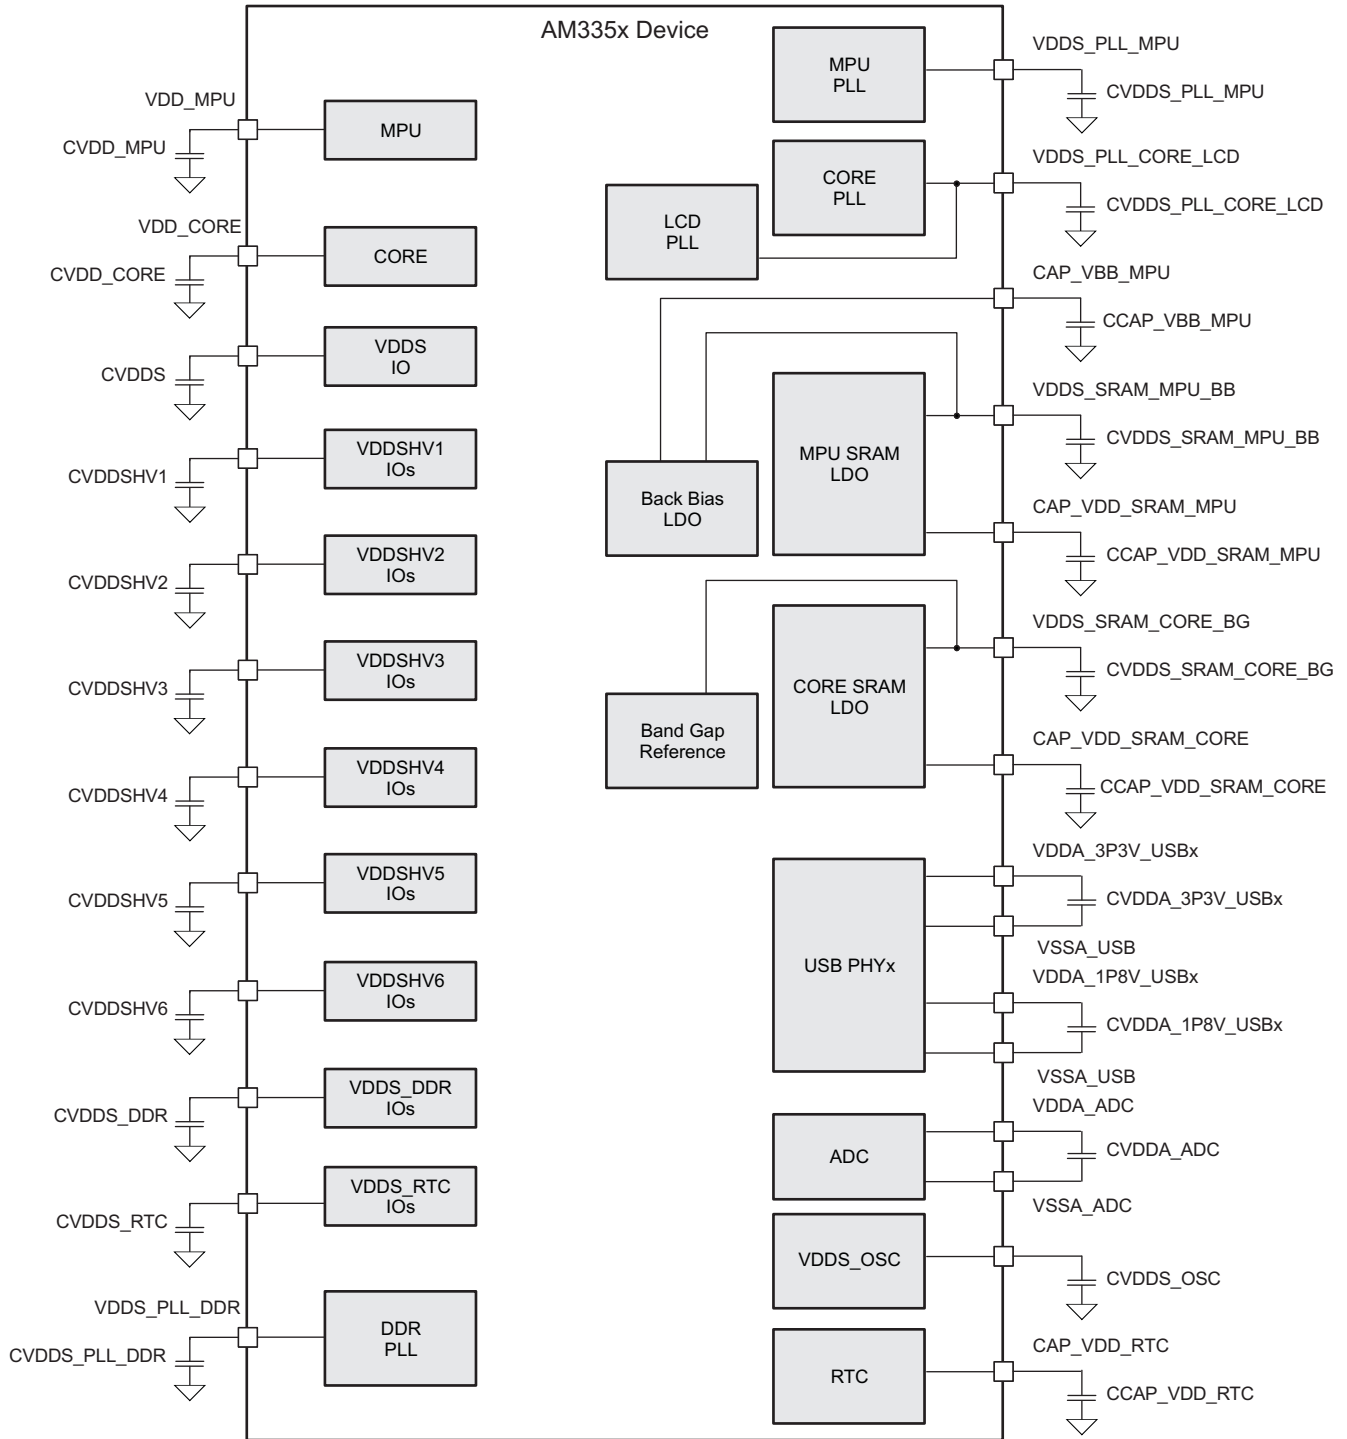 AM335x Device
VDD_MPU
CVDD_MPU
MPU
VDD_CORE
CVDD_CORE
CORE
VDDS
IO
CVDDS
VDDSHV1
IOs
CVDDSHV1
VDDSHV2
IOs
CVDDSHV2
VDDSHV3
IOs
CVDDSHV3
VDDSHV4
IOs
CVDDSHV4
VDDSHV5
IOs
CVDDSHV5
VDDSHV6
IOs
CVDDSHV6
VDDS_DDR
IOs
CVDDS_DDR
VDDS_RTC
IOs
CVDDS_RTC
VDDS_PLL_DDR
CVDDS_PLL_DDR
DDR
PLL
MPU
PLL
VDDS_PLL_MPU
CVDDS_PLL_MPU
CORE
PLL
LCD
PLL
VDDS_PLL_CORE_LCD
CVDDS_PLL_CORE_LCD
CAP_VBB_MPU
CCAP_VBB_MPU
MPU SRAM
LDO
Back Bias
LDO
VDDS_SRAM_MPU_BB
CVDDS_SRAM_MPU_BB
CAP_VDD_SRAM_MPU
CCAP_VDD_SRAM_MPU
CORE SRAM
LDO
Band Gap
Reference
VDDS_SRAM_CORE_BG
CVDDS_SRAM_CORE_BG
CAP_VDD_SRAM_CORE
CCAP_VDD_SRAM_CORE
USB PHYx
VDDA_3P3V_USBx
CVDDA_3P3V_USBx
VSSA_USB
VDDA_1P8V_USBx
CVDDA_1P8V_USBx
VSSA_USB
ADC
VDDA_ADC
CVDDA_ADC
VSSA_ADC
VDDS_OSC
CVDDS_OSC
RTC
CAP_VDD_RTC
CCAP_VDD_RTC